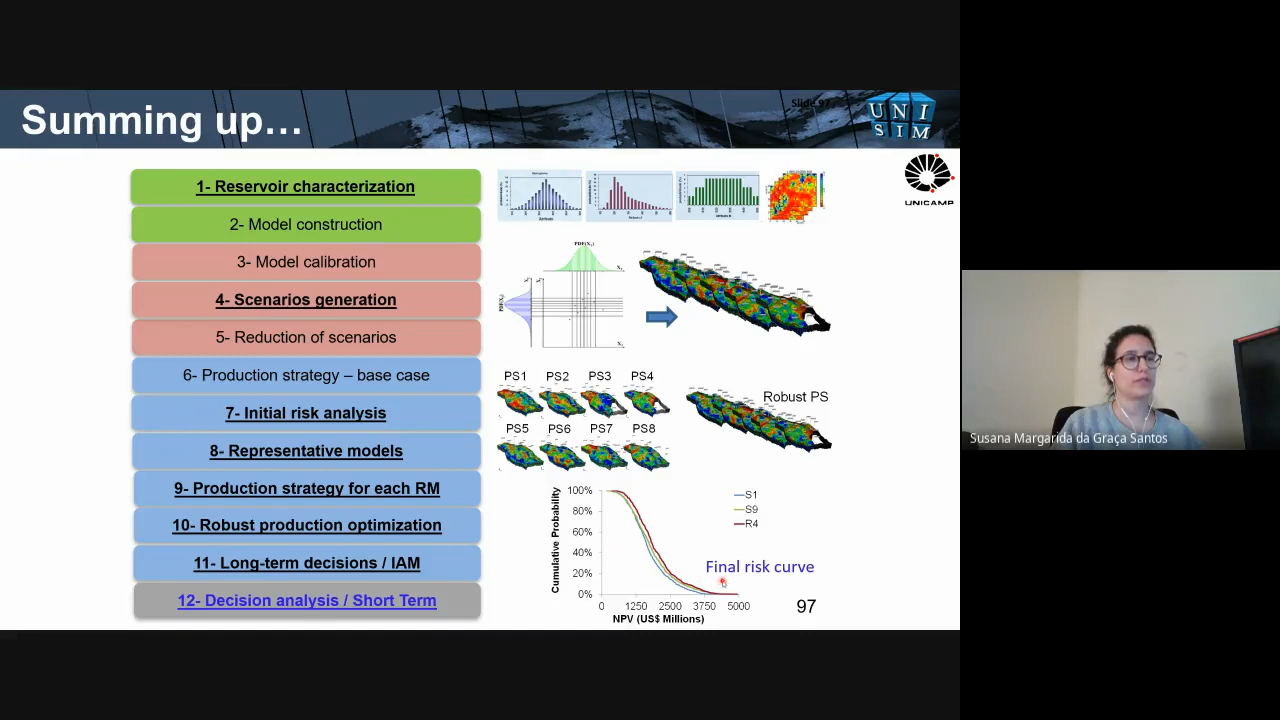 Summing up…
Slide 97
UNI
SIM
UNICAMP
1- Reservoir characterization
2- Model construction
3- Model calibration
4- Scenarios generation
5- Reduction of scenarios
6- Production strategy – base case
7- Initial risk analysis
8- Representative models
9- Production strategy for each RM
10- Robust production optimization
11- Long-term decisions / IAM
12- Decision analysis / Short Term
PS1 PS2 PS3 PS4
PS5 PS6 PS7 PS8
Robust PS
Cumulative Probability
100%
80%
60%
40%
20%
0%
0 1250 2500 3750 5000
NPV (US$ Millions)
S1
S9
R4
Final risk curve
97
Susana Margarida da Graça Santos